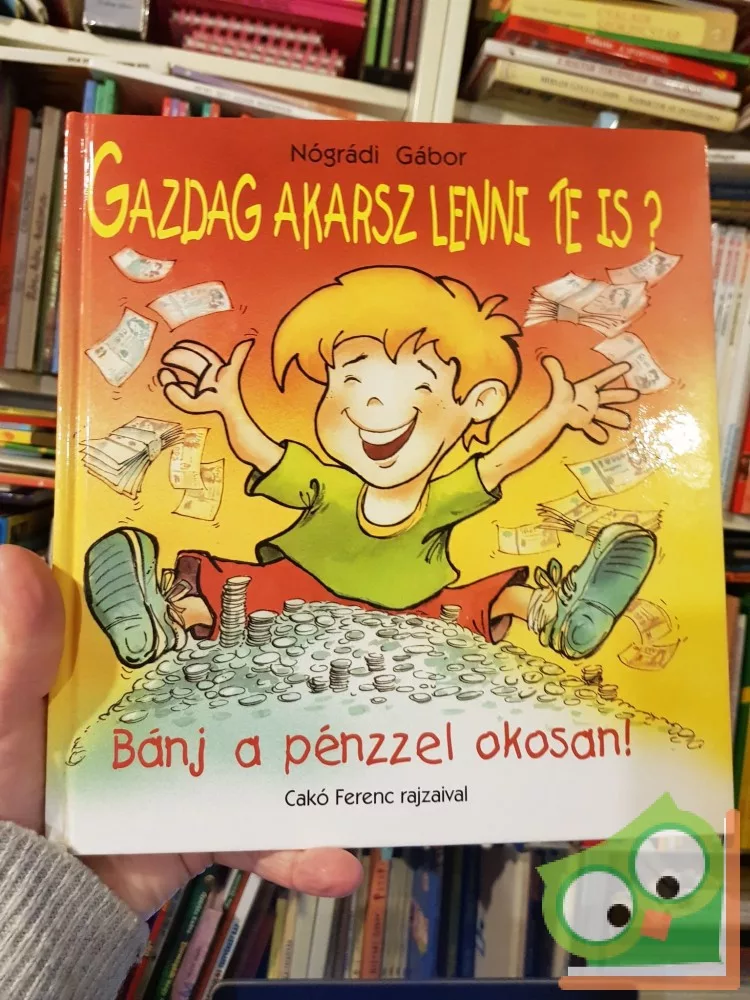 Nógrádi Gábor
GAZDAG AKARSZ LENNI TE IS?
Bánj a pénzzel okosan!
Cakó Ferenc rajzaival